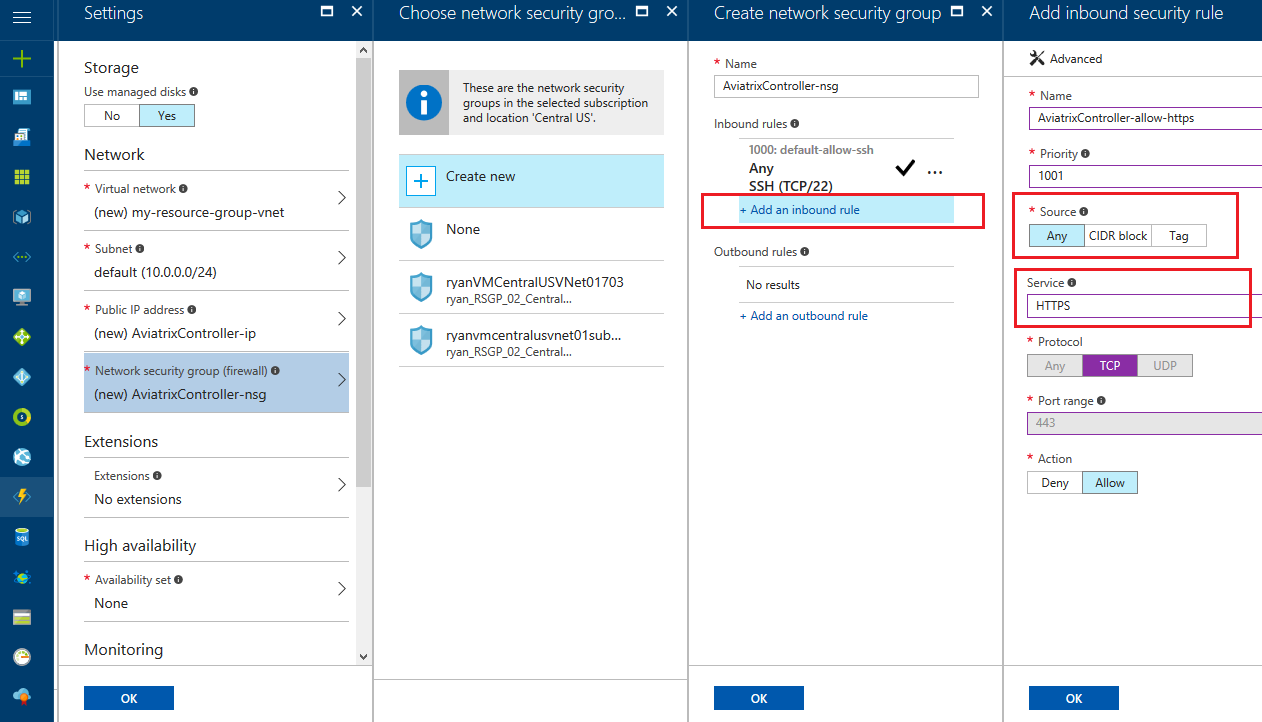 Settings
Storage
Use managed disks
No
Yes
Network
* Virtual network
(new) my-resource-group-vnet
* Subnet
default (10.0.0.0/24)
* Public IP address
(new) AviatrixController-ip
* Network security group (firewall)
(new) AviatrixController-nsg
Extensions
Extensions
No extensions
High availability
* Availability set
None
Monitoring
OK
Choose network security gro...
These are the network security
groups in the selected subscription
and location 'Central US'.
Create new
None
ryanVMCentralUSVNet01703
ryan_RSGP_02_Central...
ryanvmcentralusvnet01sub...
ryan_RSGP_02_Central...
Create network security group
* Name
AviatrixController-nsg
Inbound rules
1000: default-allow-ssh
Any
SSH (TCP/22)
...
+ Add an inbound rule
Outbound rules
No results
+ Add an outbound rule
OK
Add inbound security rule
Advanced
* Name
AviatrixController-allow-https
* Priority
1001
* Source
Any
CIDR block
Tag
Service
HTTPS
* Protocol
Any
TCP
UDP
* Port range
443
* Action
Deny
Allow
OK
SQL